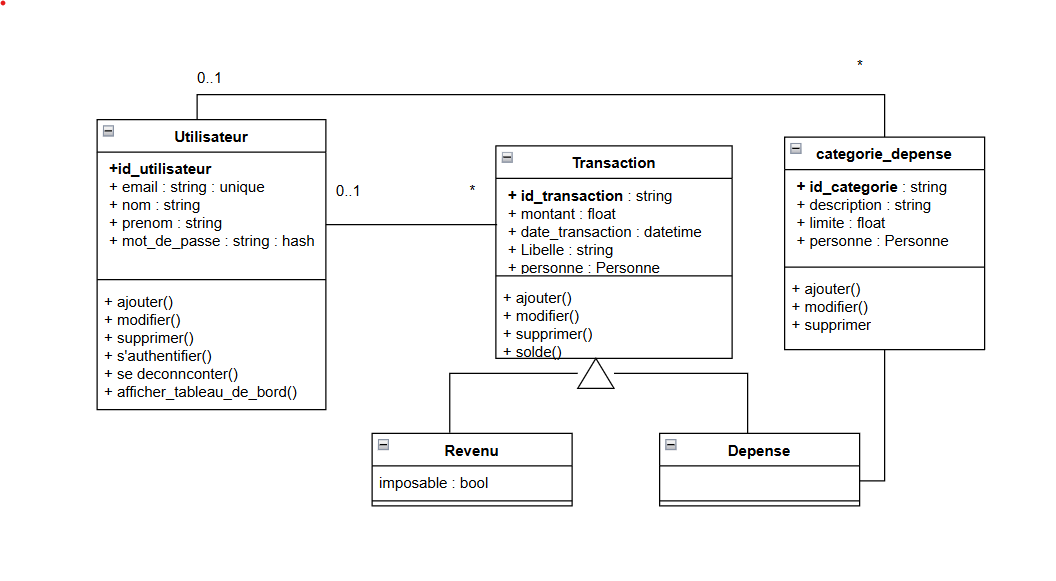 0..1
*
Utilisateur
+id_utilisateur
+ email : string : unique
+ nom : string
+ prenom : string
+ mot_de_passe : string : hash
+ ajouter()
+ modifier()
+ supprimer()
+ s'authentifier()
+ se deconnconter()
+ afficher_tableau_de_bord()
0..1
*
Transaction
+ id_transaction : string
+ montant : float
+ date_transaction : datetime
+ Libelle : string
+ personne : Personne
+ ajouter()
+ modifier()
+ supprimer()
+ solde()
categorie_depense
+ id_categorie : string
+ description : string
+ limite : float
+ personne : Personne
+ ajouter()
+ modifier()
+ supprimer
Revenu
imposable : bool
Depense